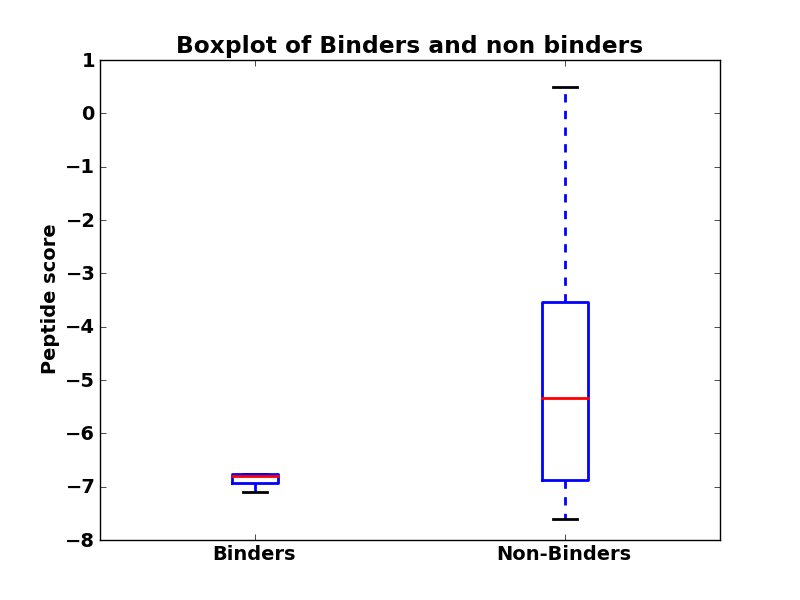 Boxplot of Binders and non binders
Peptide score
1
0
−1
−2
−3
−4
−5
−6
−7
−8
Binders
Non-Binders